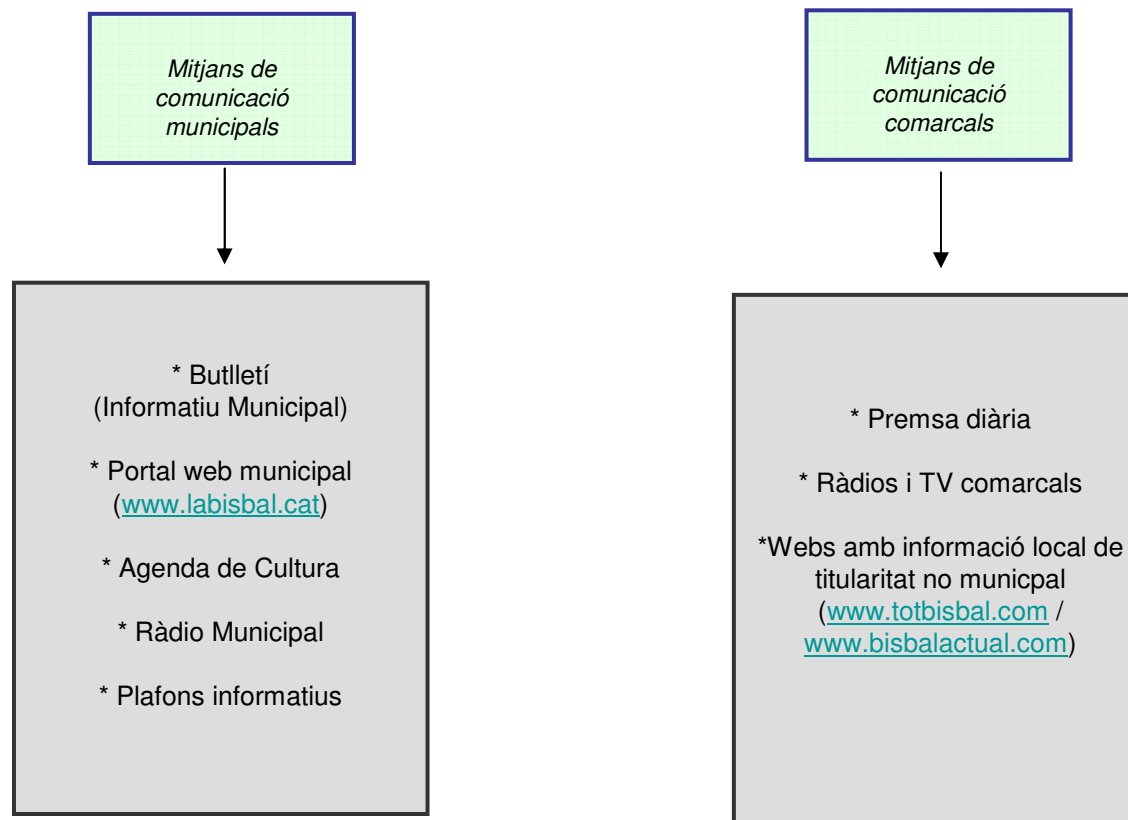 Mitjans de
comunicació
municipals
* Butlletí
(Informatiu Municipal)
* Portal web municipal
(www.labisbal.cat)
* Agenda de Cultura
* Ràdio Municipal
* Plafons informatius
Mitjans de
comunicació
comarcals
* Premsa diària
* Ràdios i TV comarcals
*Webs amb informació local de
titularitat no municpal
(www.totbisbal.com /
www.bisbalactual.com)